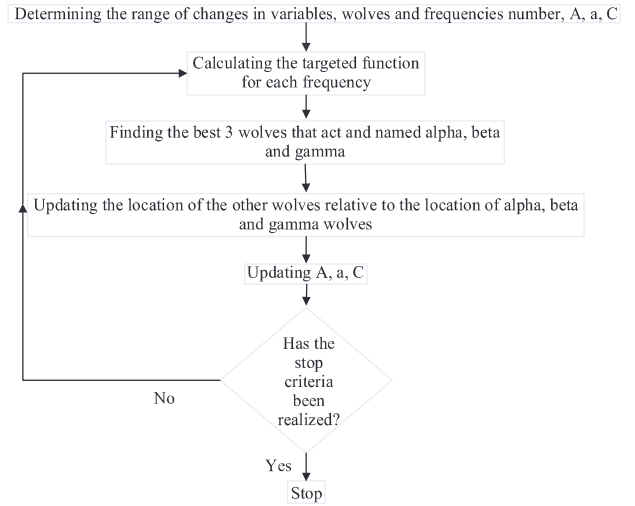 Determining the range of changes in variables, wolves and frequencies number, A, a, C
Calculating the targeted function
for each frequency
Finding the best 3 wolves that act and named alpha, beta
and gamma
Updating the location of the other wolves relative to the location of alpha, beta
and gamma wolves
Updating A, a, C
Has the
stop
criteria
been
realized?
No
Yes
Stop